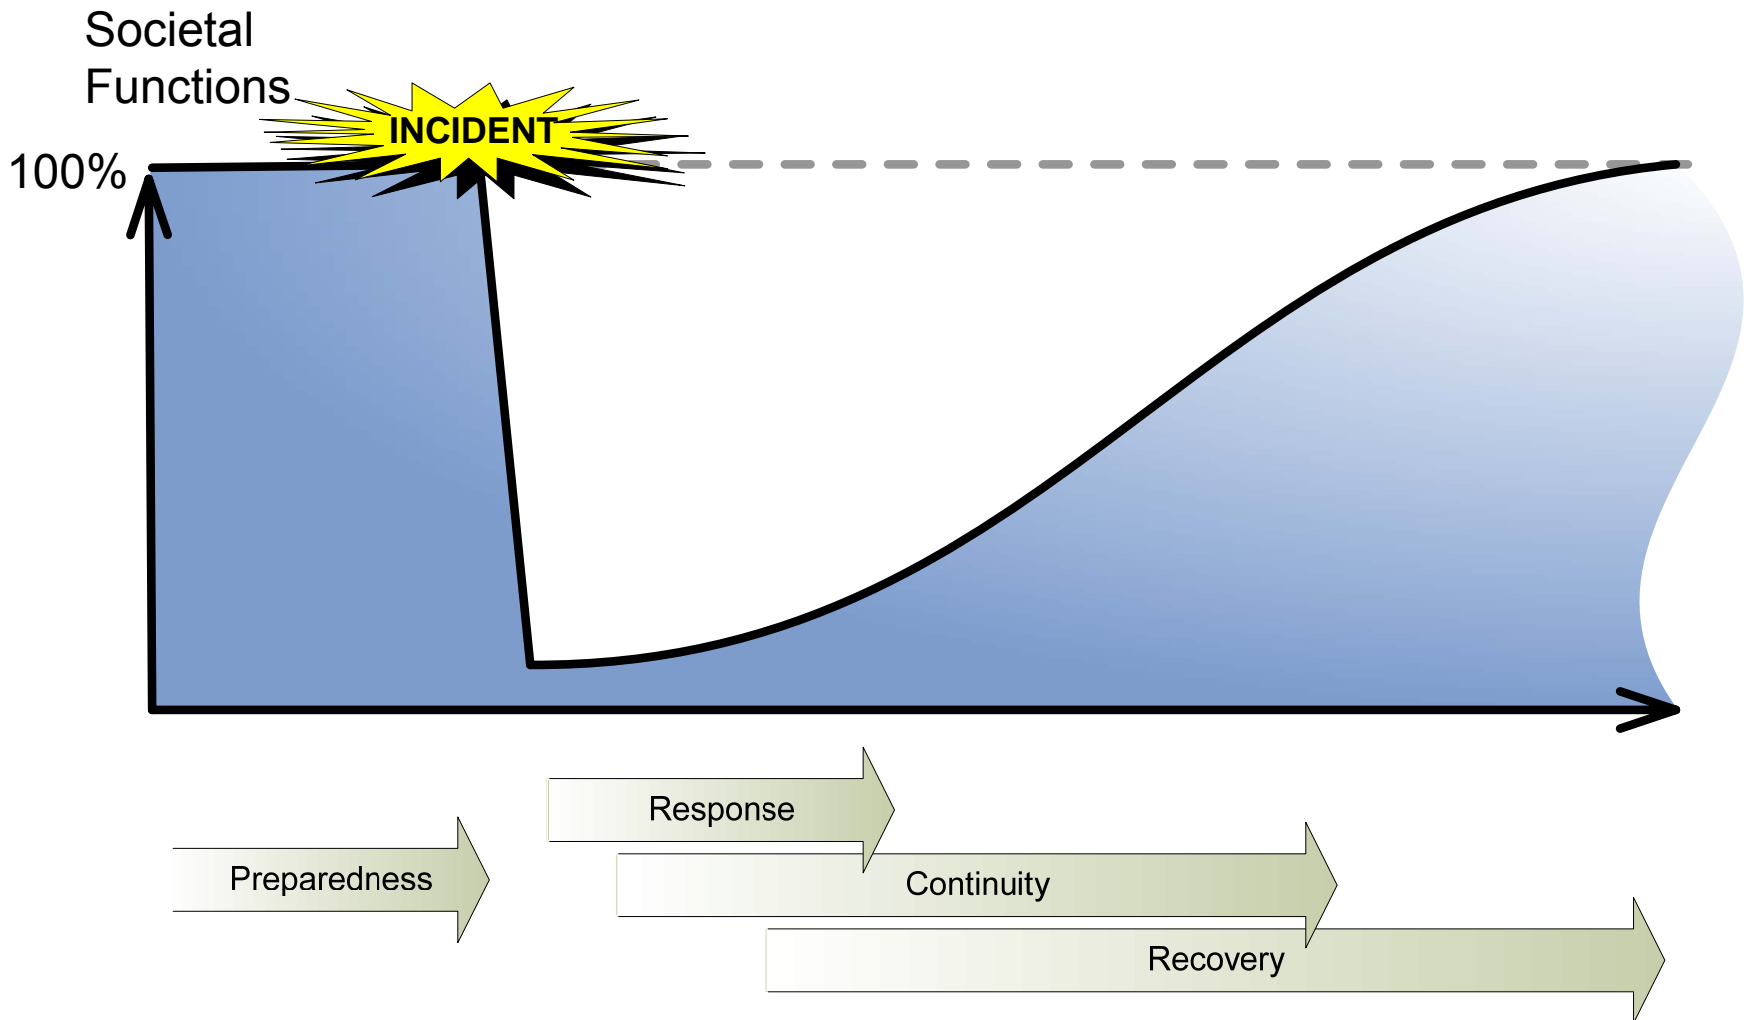 Societal
Functions
INCIDENT
100%
Response
Preparedness
Continuity
Recovery